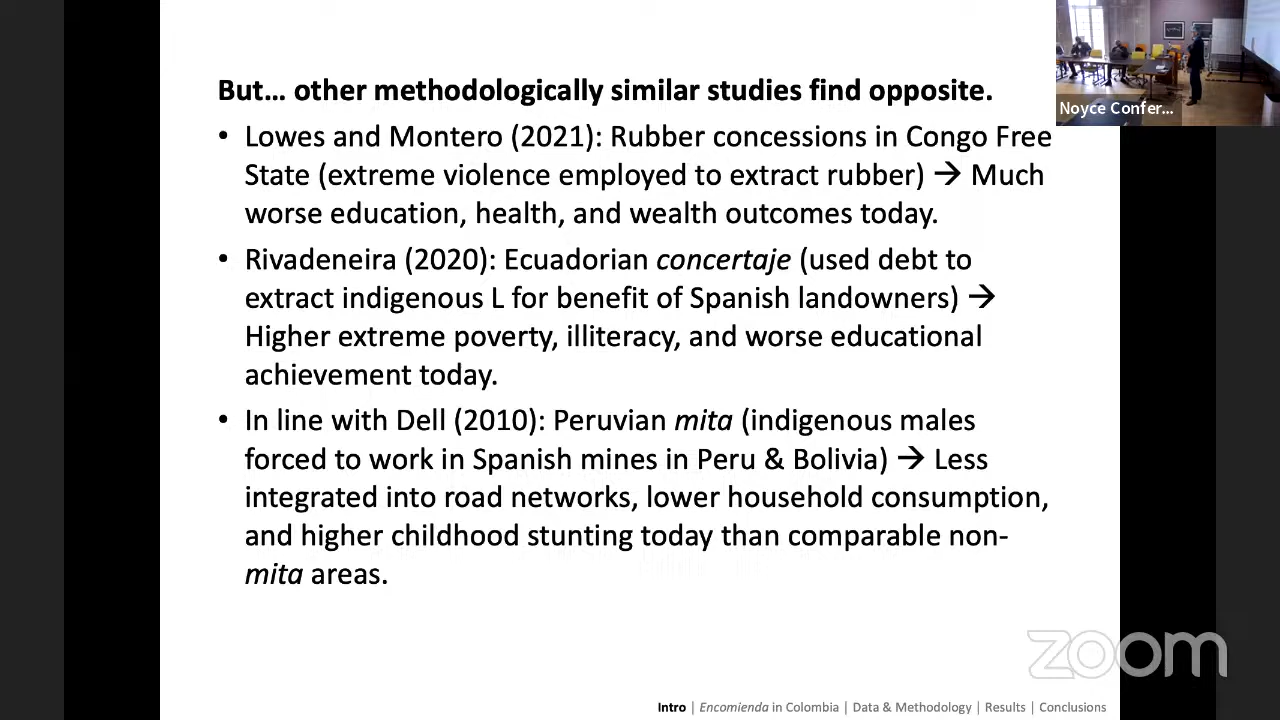 But… other methodologically similar studies find opposite.
• Lowes and Montero (2021): Rubber concessions in Congo Free
State (extreme violence employed to extract rubber) → Much
worse education, health, and wealth outcomes today.
• Rivadeneira (2020): Ecuadorian concertaje (used debt to
extract indigenous L for benefit of Spanish landowners) →
Higher extreme poverty, illiteracy, and worse educational
achievement today.
• In line with Dell (2010): Peruvian mita (indigenous males
forced to work in Spanish mines in Peru & Bolivia) → Less
integrated into road networks, lower household consumption,
and higher childhood stunting today than comparable non-
mita areas.
Noyce Confer...
zoom
Intro | Encomienda in Colombia | Data & Methodology | Results | Conclusions